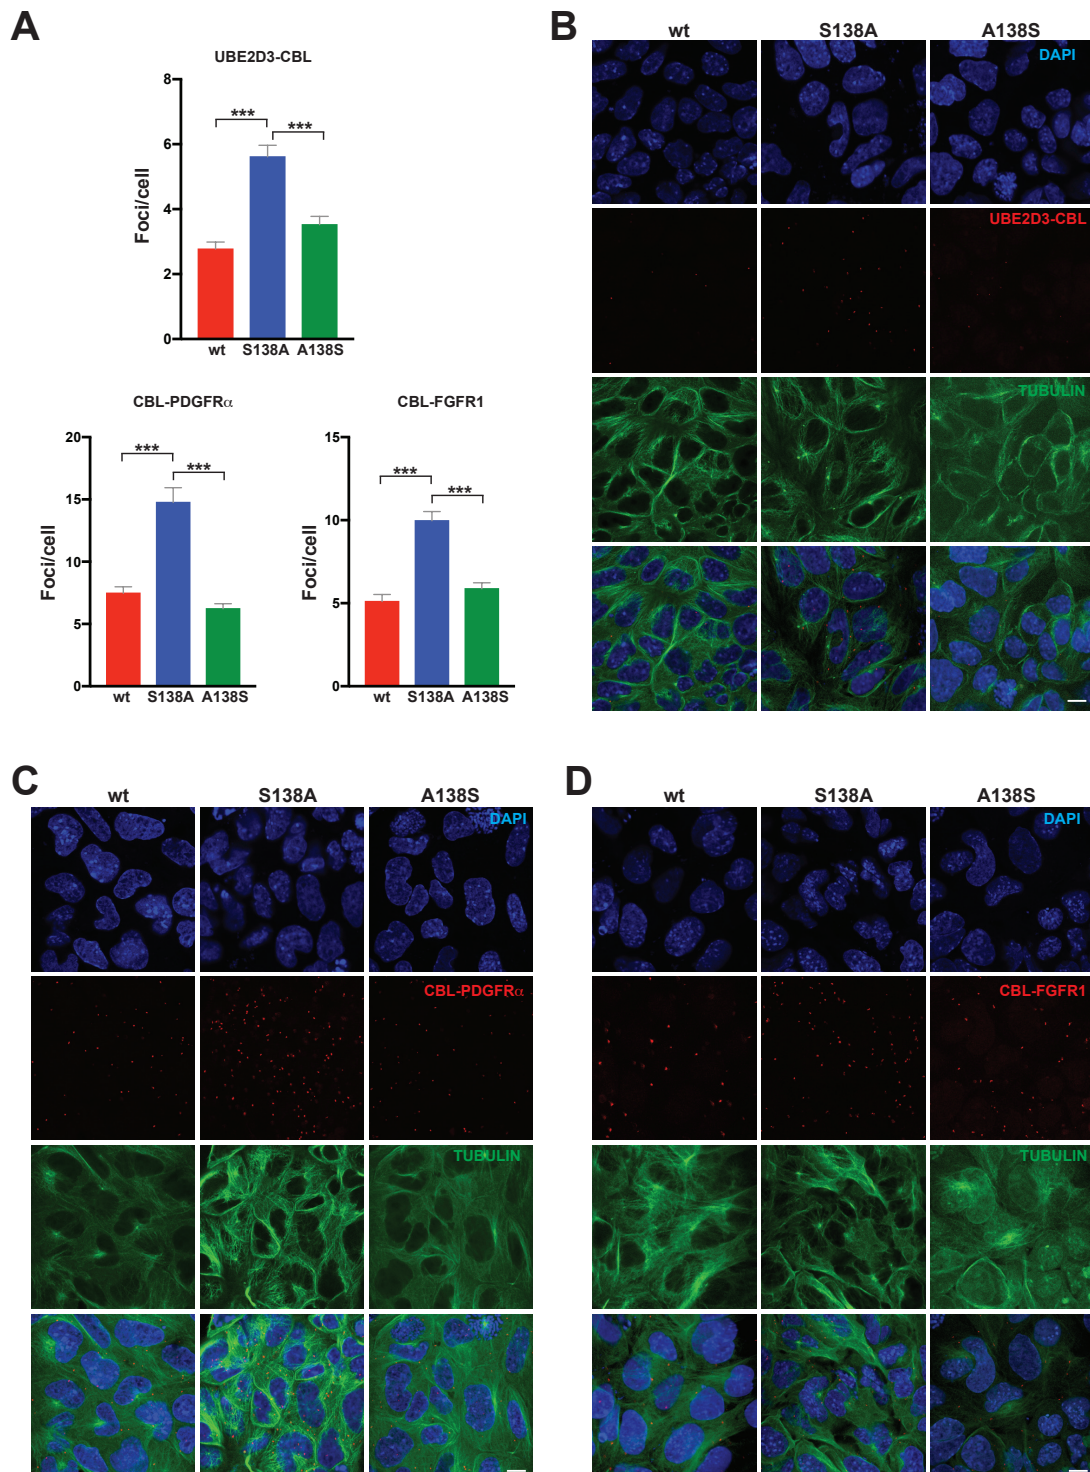 A
UBE2D3-CBL
8
6
4
2
0
Foci/cell
***
***
wt S138A A138S
CBL-PDGFRα
20
15
10
5
0
Foci/cell
***
***
wt S138A A138S
CBL-FGFR1
15
10
5
0
Foci/cell
***
***
wt S138A A138S
B
wt S138A A138S
DAPI
UBE2D3-CBL
TUBULIN
C
wt S138A A138S
DAPI
CBL-PDGFRα
TUBULIN
D
wt S138A A138S
DAPI
CBL-FGFR1
TUBULIN